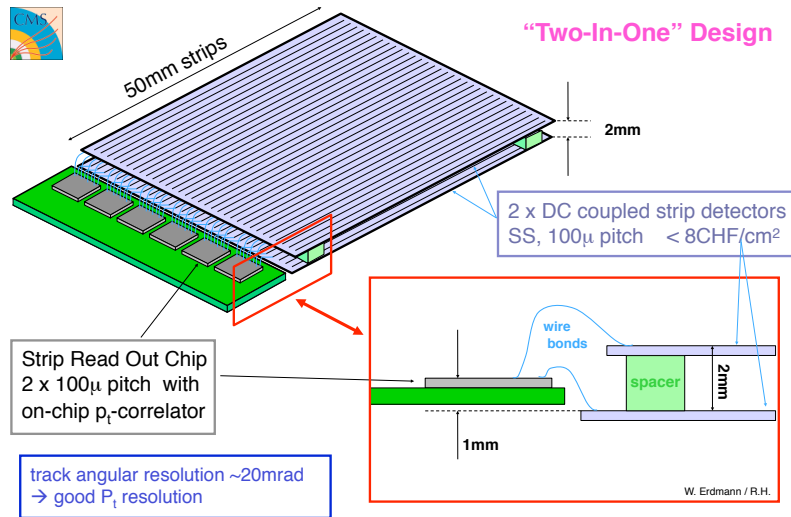 CMS
“Two-In-One” Design
50mm strips
2mm
2 x DC coupled strip detectors
SS, 100μ pitch < 8CHF/cm²
Strip Read Out Chip
2 x 100μ pitch with
on-chip pt-correlator
wire
bonds
spacer
2mm
1mm
track angular resolution ~20mrad
→ good Pt resolution
W. Erdmann / R.H.